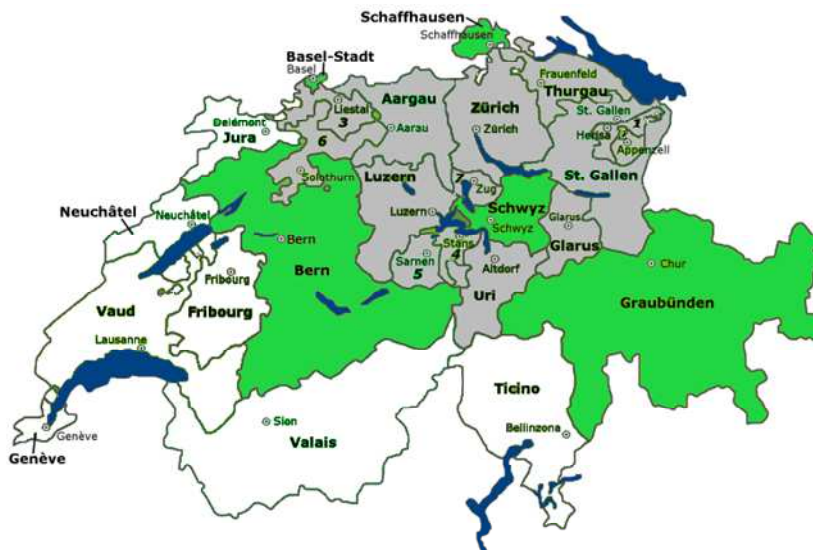 Schaffhausen
Schaffhausen
Basel-Stadt
Basel
Frauenfeld
Thurgau
Aargau
Zürich
Liestal
3
St. Gallen
1
Delémont
Jura
Aarau
Zürich
Herisau
2
6
Appenzell
Solothurn
Luzern
7
Zug
St. Gallen
Neuchâtel
Neuchâtel
Luzern
Schwyz
Schwyz
Glarus
Glarus
Bern
Stans
4
Sarnen
5
Altdorf
Chur
Fribourg
Bern
Uri
Graubünden
Vaud
Fribourg
Lausanne
Ticino
Sion
Valais
Bellinzona
Genève
Genève